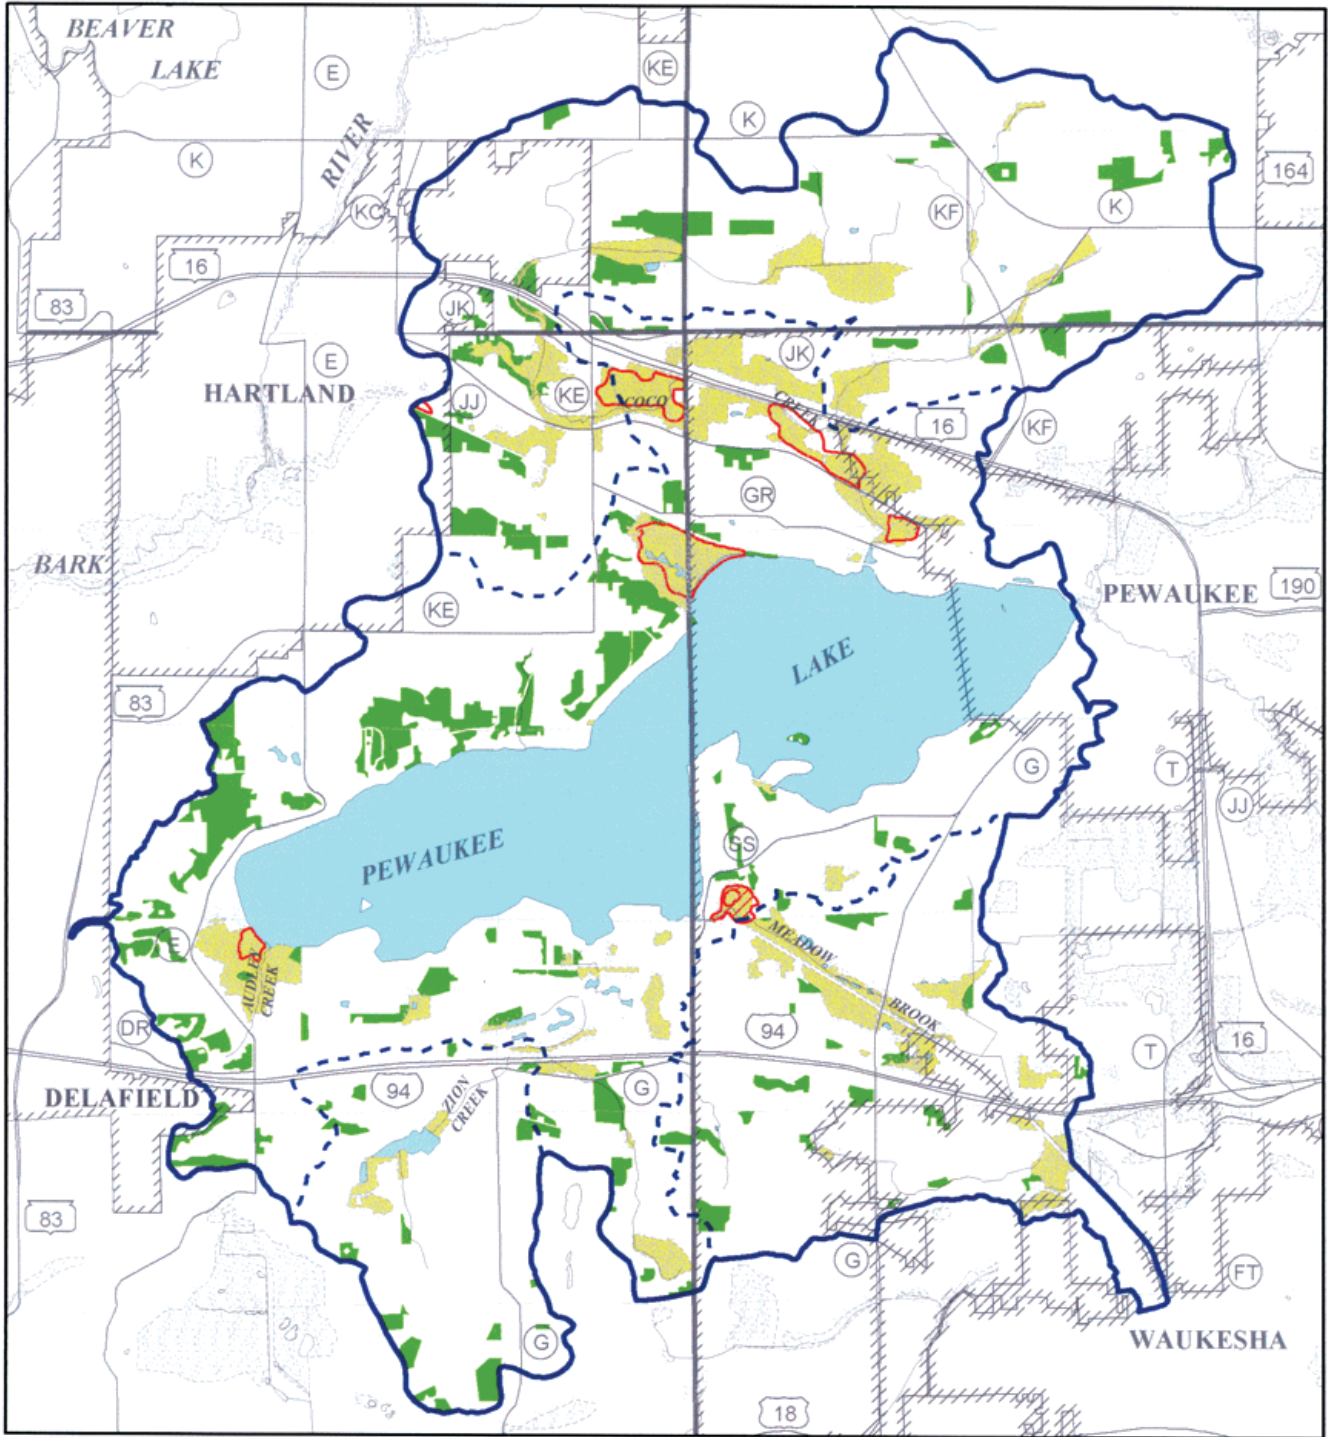 BEAVER
LAKE
E
KE
K
K
RIVER
164
KC
KF
K
16
83
JK
E
JK
HARTLAND
KE
JJ
COCO
CREEK
16
KF
GR
BARK
KE
PEWAUKEE
190
LAKE
83
G
T
JJ
SS
PEWAUKEE
E
MEADOW
AUDLEY
CREEK
BROOK
DR
94
16
T
DELAFIELD
94
ZION
CREEK
G
83
G
FT
G
WAUKESHA
18